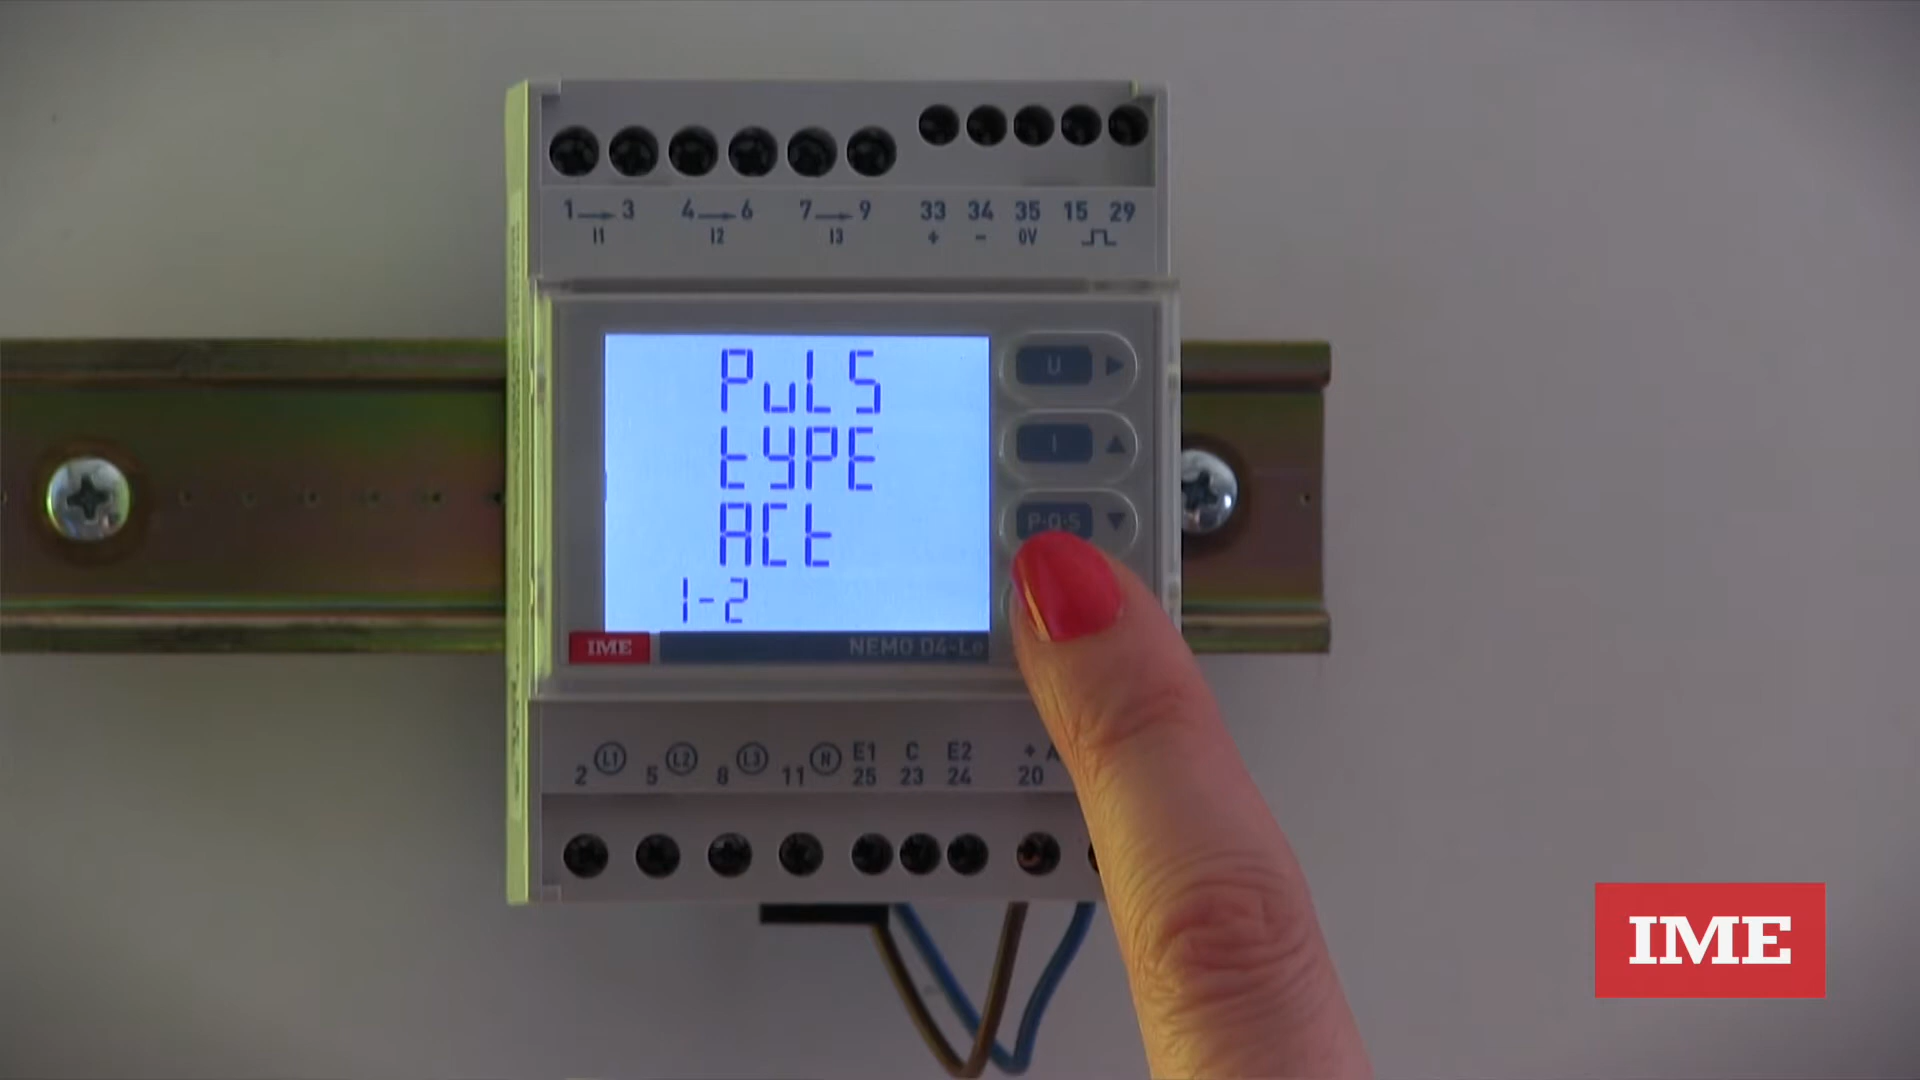 1 3 4 6 7 9 33 34 35 15 29
I1 I2 I3 + - 0V
PuLS
tYPE
ACt
1-2
U
I
P·Q·S
IME NEMO D4-Le
L1 L2 L3 N E1 C E2 +
2 5 8 11 25 23 24 20
IME